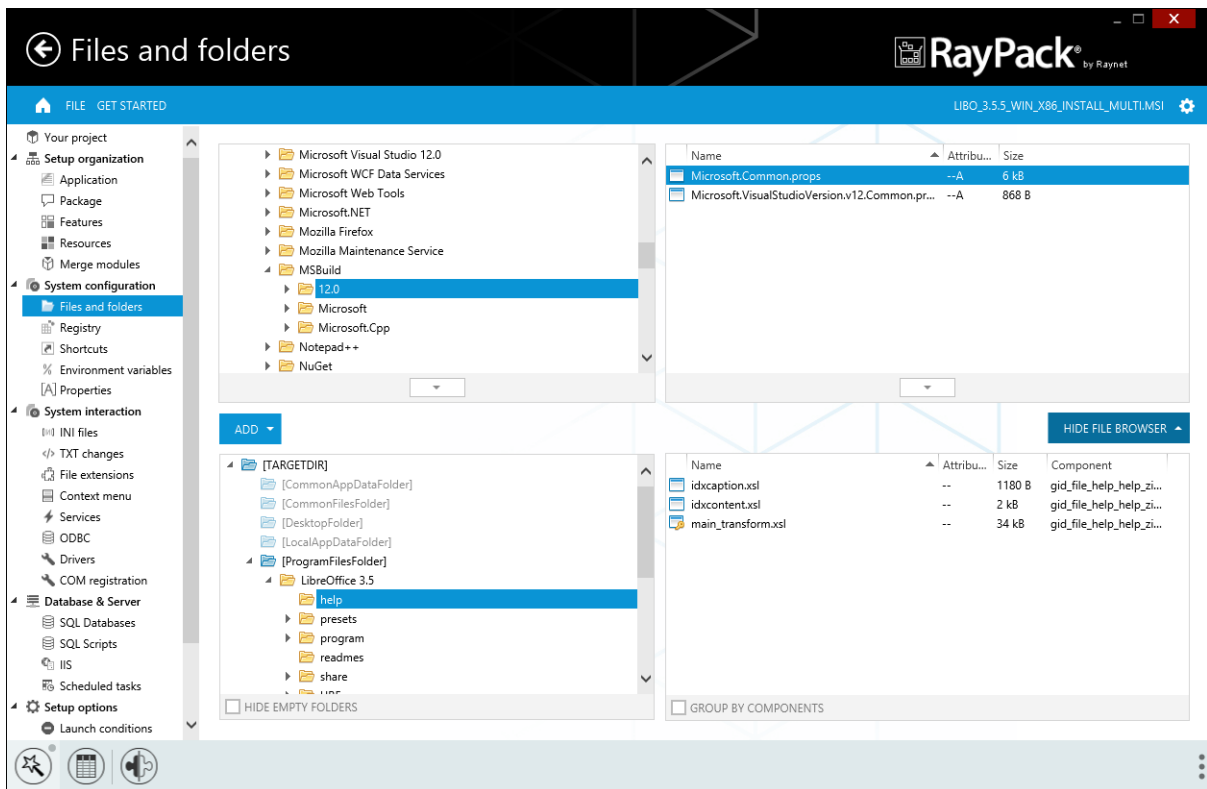 Files and folders
RayPack®
by Raynet
FILE GET STARTED
LIBO_3.5.5_WIN_X86_INSTALL_MULTI.MSI
Your project
Setup organization
Application
Package
Features
Resources
Merge modules
System configuration
Files and folders
Registry
Shortcuts
% Environment variables
[A] Properties
System interaction
INI files
</> TXT changes
File extensions
Context menu
Services
ODBC
Drivers
COM registration
Database & Server
SQL Databases
SQL Scripts
IIS
Scheduled tasks
Setup options
Launch conditions
Microsoft Visual Studio 12.0
Microsoft WCF Data Services
Microsoft Web Tools
Microsoft.NET
Mozilla Firefox
Mozilla Maintenance Service
MSBuild
12.0
Microsoft
Microsoft.Cpp
Notepad++
NuGet
Name Attribu... Size
Microsoft.Common.props --A 6 kB
Microsoft.VisualStudioVersion.v12.Common.pr... --A 868 B
ADD
HIDE FILE BROWSER
[TARGETDIR]
[CommonAppDataFolder]
[CommonFilesFolder]
[DesktopFolder]
[LocalAppDataFolder]
[ProgramFilesFolder]
LibreOffice 3.5
help
presets
program
readmes
share
HIDE EMPTY FOLDERS
Name Attribu... Size Component
idxcaption.xsl -- 1180 B gid_file_help_help_zi...
idxcontent.xsl -- 2 kB gid_file_help_help_zi...
main_transform.xsl -- 34 kB gid_file_help_help_zi...
GROUP BY COMPONENTS